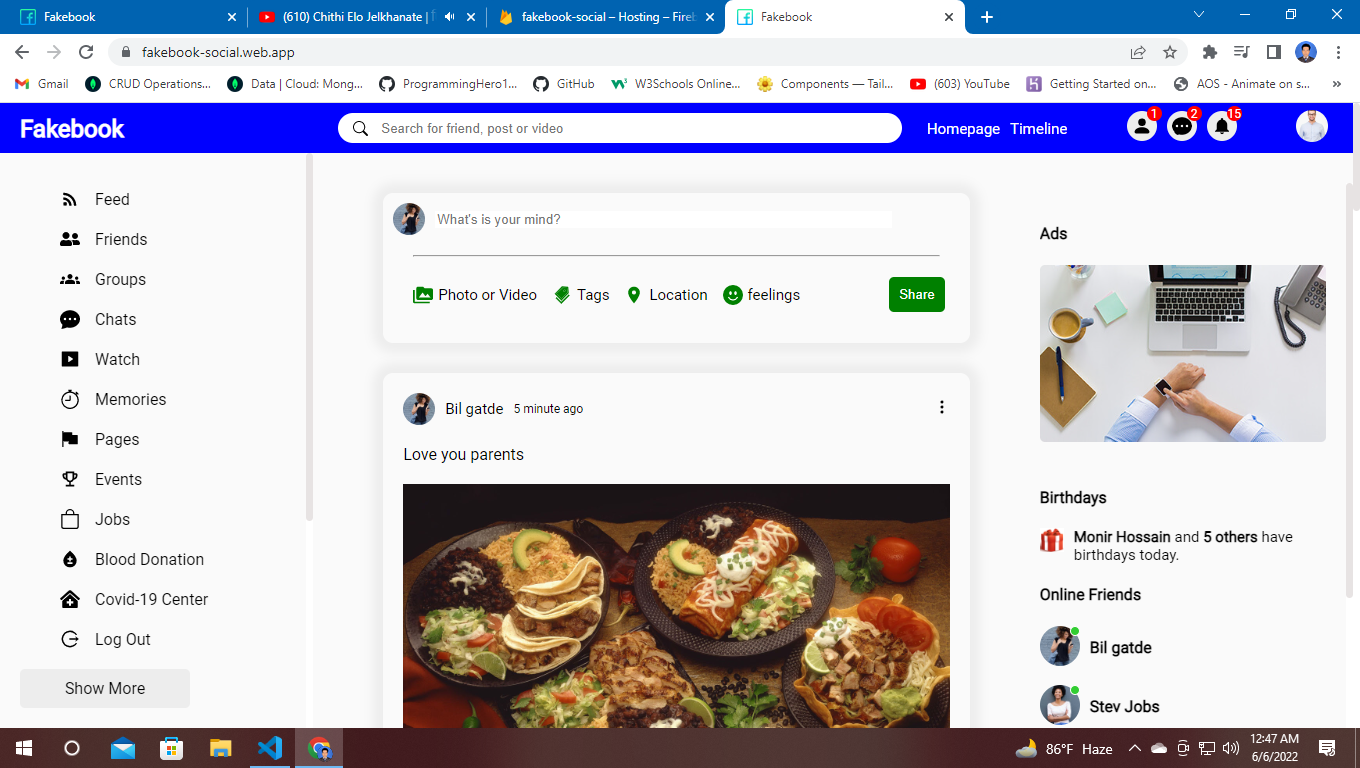 Fakebook
(610) Chithi Elo Jelkhanate |
fakebook-social – Hosting – Fireb
Fakebook
fakebook-social.web.app
Gmail
CRUD Operations...
Data | Cloud: Mong...
ProgrammingHero1...
GitHub
W3Schools Online...
Components — Tail...
(603) YouTube
Getting Started on...
AOS - Animate on s...
»
Fakebook
Search for friend, post or video
Homepage
Timeline
1
2
15
Feed
Friends
Groups
Chats
Watch
Memories
Pages
Events
Jobs
Blood Donation
Covid-19 Center
Log Out
Show More
What's is your mind?
Photo or Video
Tags
Location
feelings
Share
Bil gatde 5 minute ago
Love you parents
Ads
Birthdays
Monir Hossain and 5 others have
birthdays today.
Online Friends
Bil gatde
Stev Jobs
86°F Haze
12:47 AM
6/6/2022